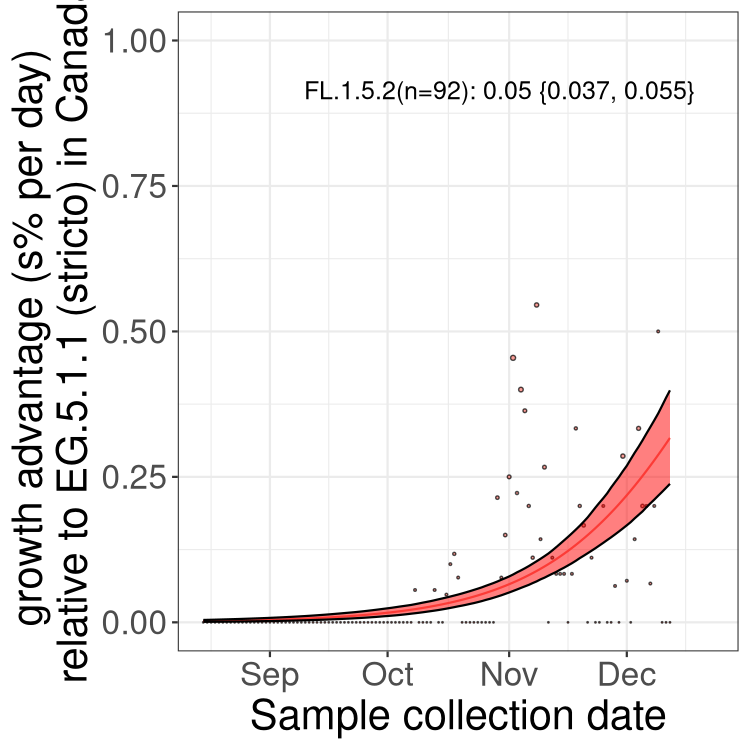 growth advantage (s% per day)
relative to EG.5.1.1 (stricto) in Canada
1.00
0.75
0.50
0.25
0.00
FL.1.5.2(n=92): 0.05 {0.037, 0.055}
Sep Oct Nov Dec
Sample collection date